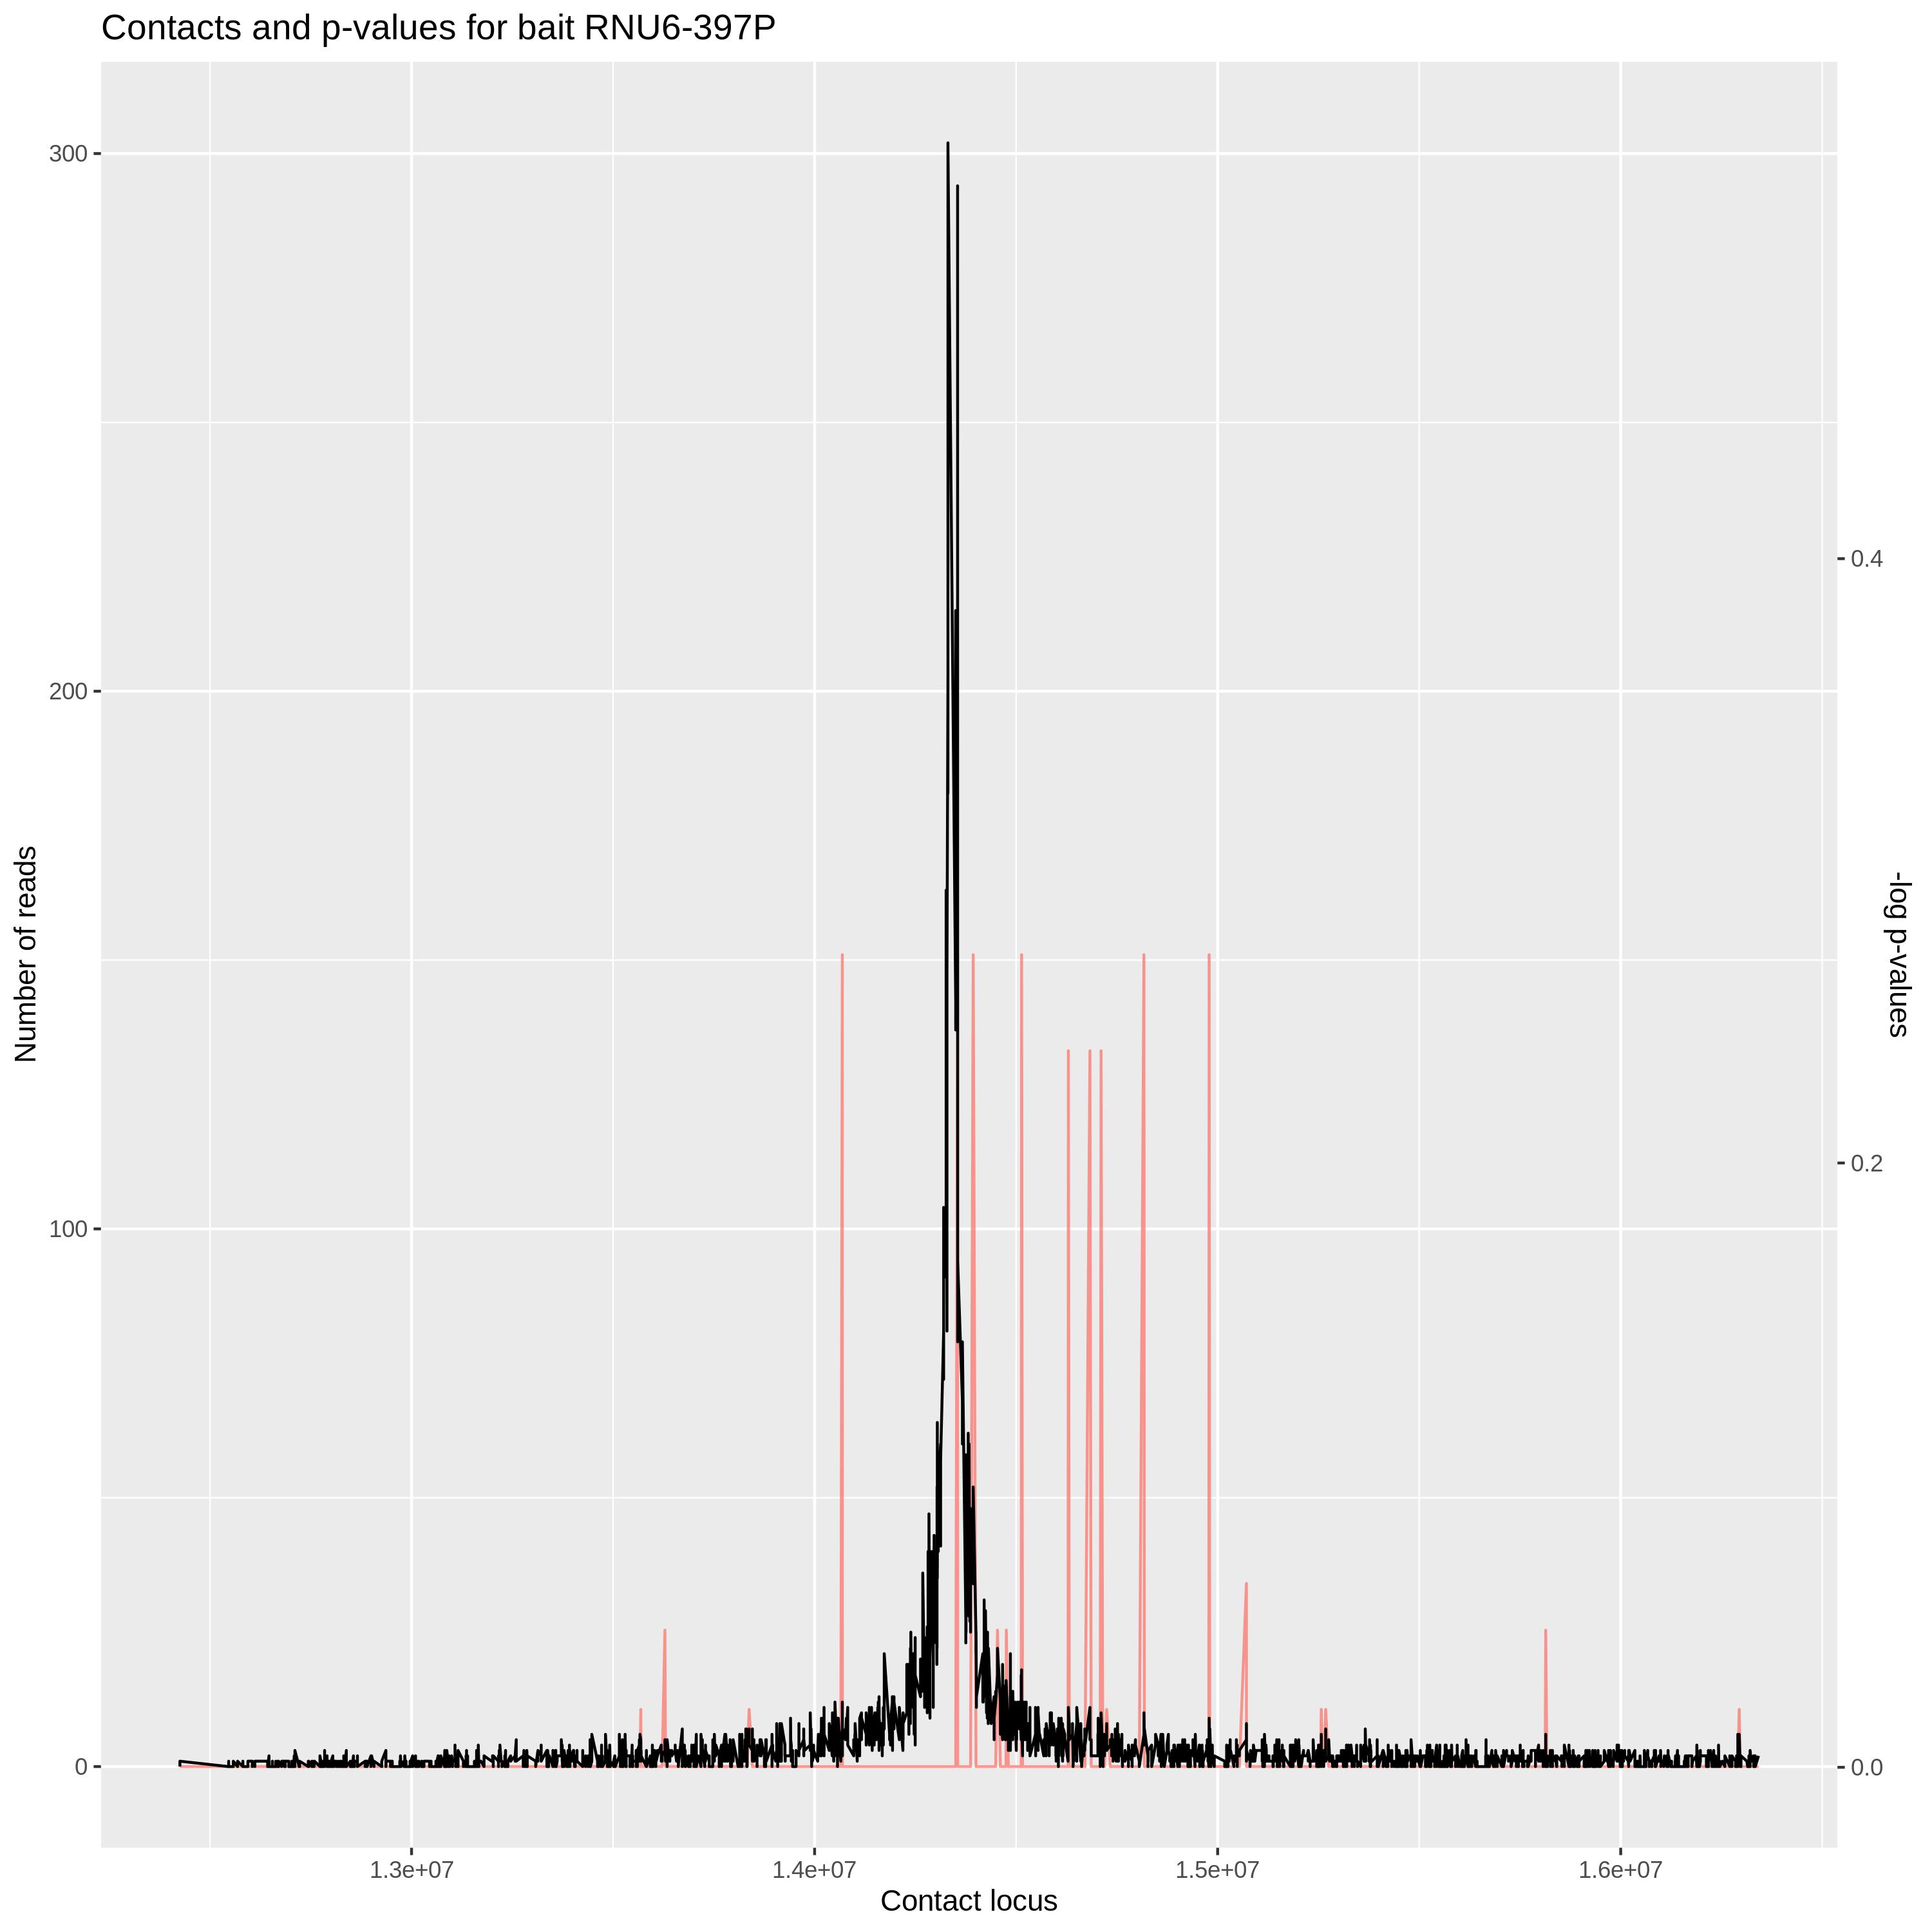 Contacts and p-values for bait RNU6-397P
300
200
100
0
Number of reads
0.4
0.2
0.0
-log p-values
1.3e+07
1.4e+07
1.5e+07
1.6e+07
Contact locus